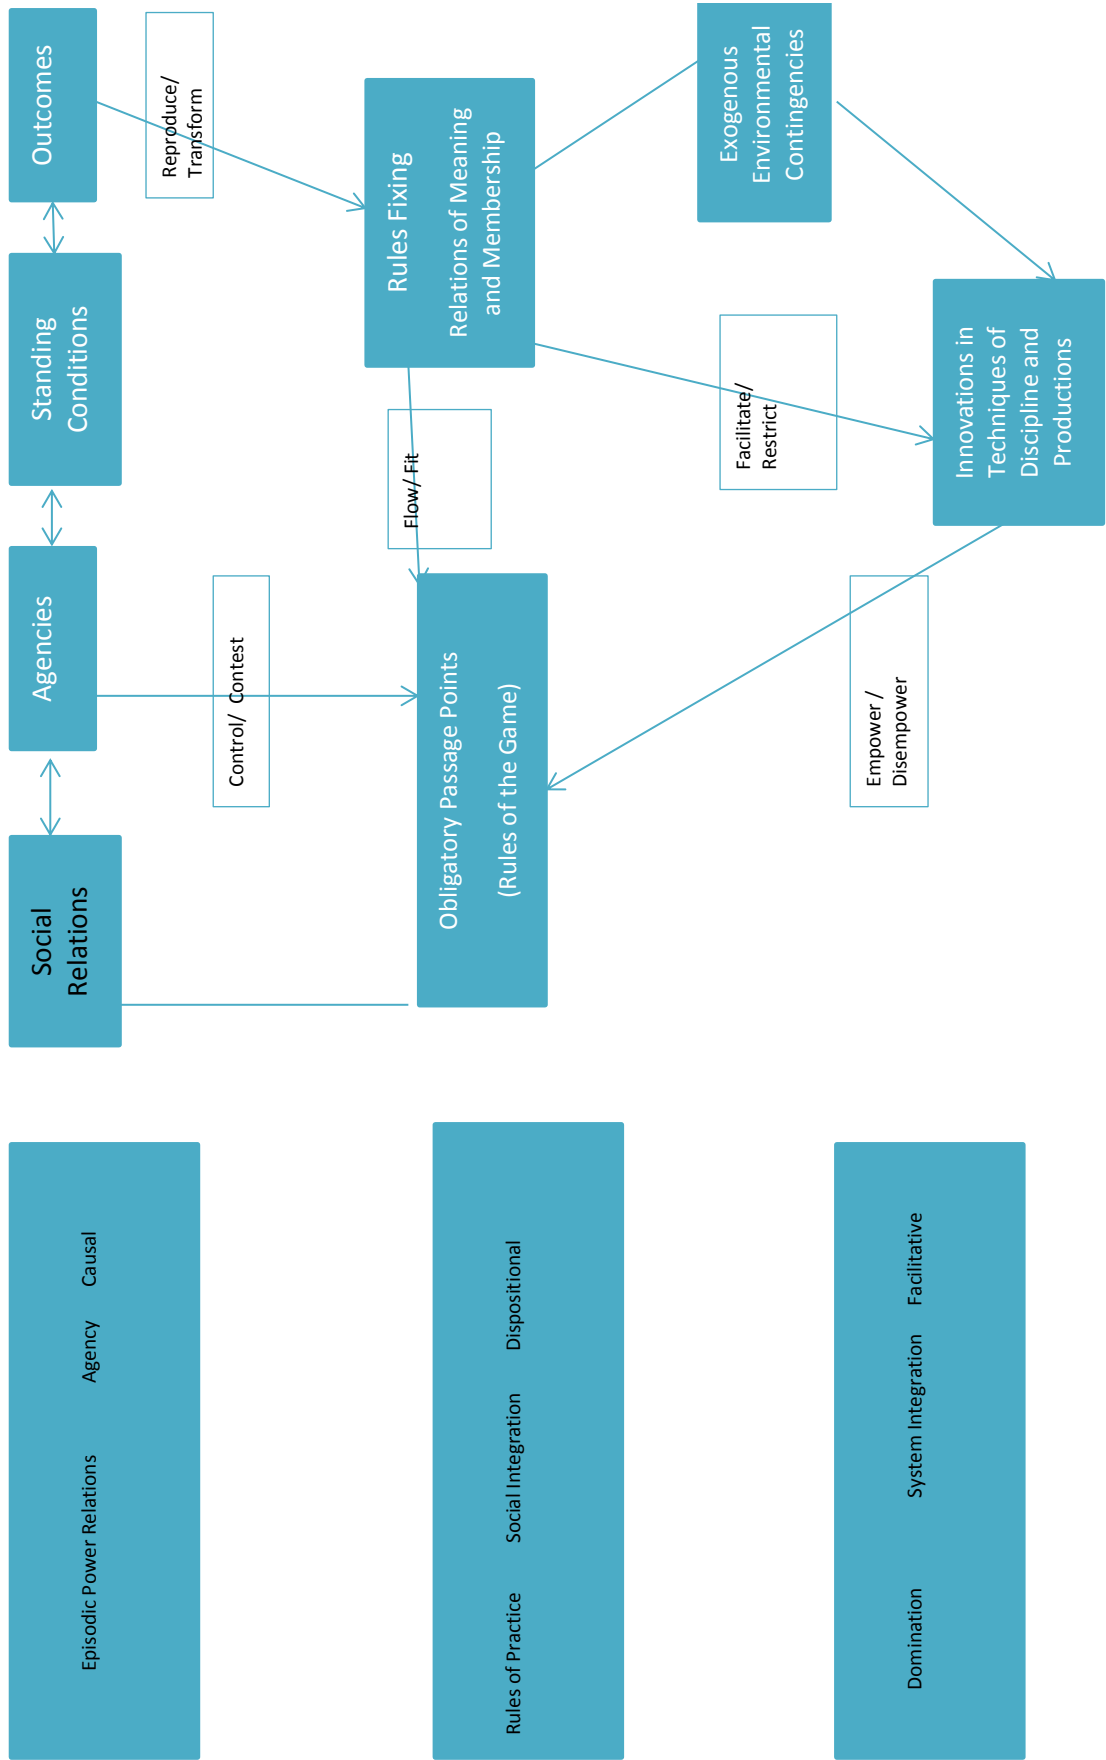 Episodic Power Relations Agency Causal
Social
Relations
Agencies
Standing
Conditions
Outcomes
Control/ Contest
Reproduce/
Transform
Rules of Practice Social Integration Dispositional
Obligatory Passage Points
(Rules of the Game)
Flow/ Fit
Rules Fixing
Relations of Meaning
and Membership
Facilitate/
Restrict
Exogenous
Environmental
Contingencies
Domination System Integration Facilitative
Empower /
Disempower
Innovations in
Techniques of
Discipline and
Productions